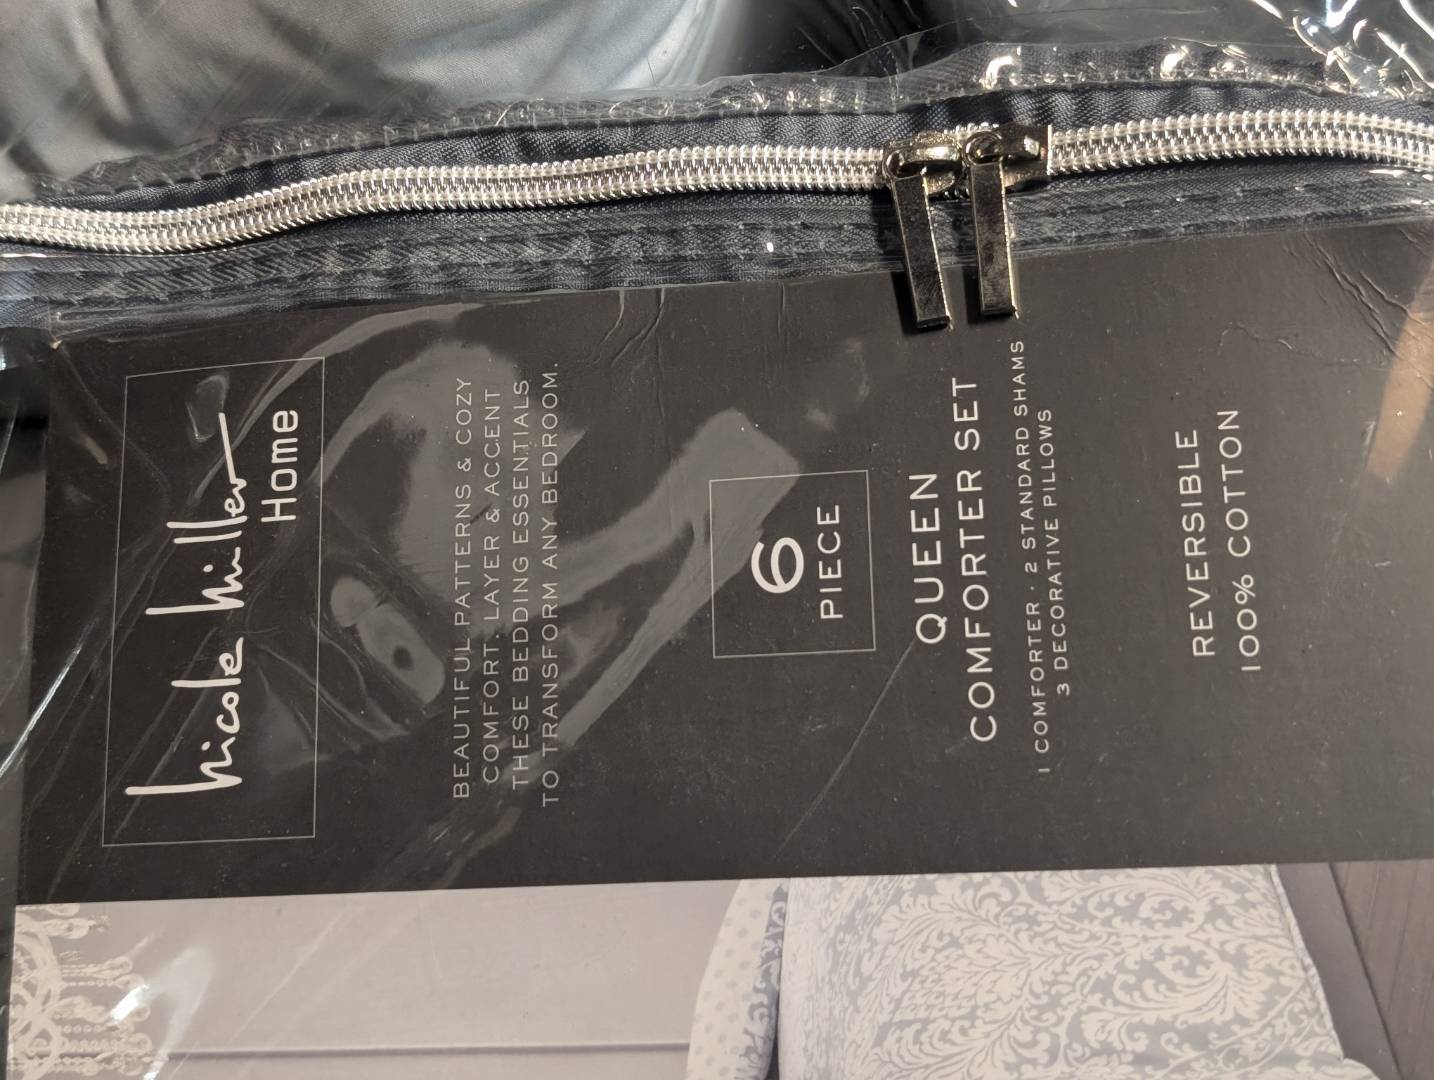 nicole miller
Home
BEAUTIFUL PATTERNS & COZY
COMFORT. LAYER & ACCENT
THESE BEDDING ESSENTIALS
TO TRANSFORM ANY BEDROOM.
6
PIECE
QUEEN
COMFORTER SET
1 COMFORTER · 2 STANDARD SHAMS
3 DECORATIVE PILLOWS
REVERSIBLE
100% COTTON